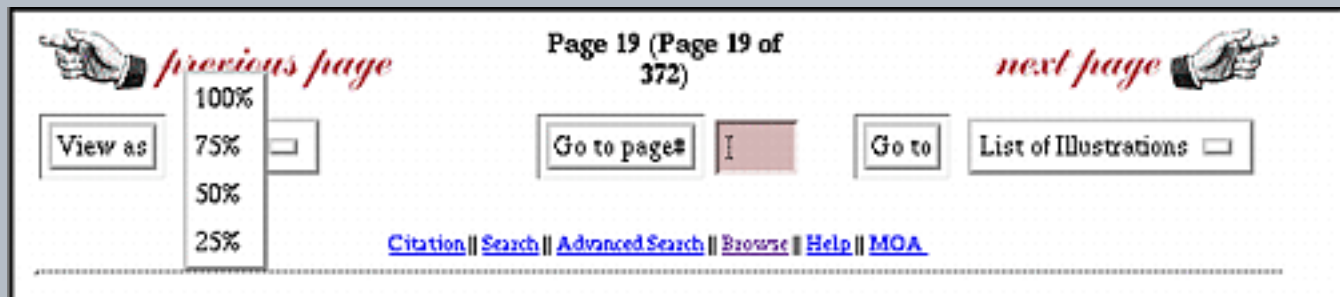 previous page
Page 19 (Page 19 of
372)
next page
View as
100%
75%
50%
25%
Go to page#
Go to
List of Illustrations
Citation || Search || Advanced Search || Browse || Help || MOA